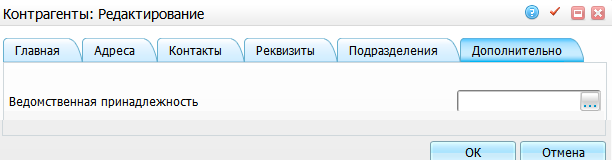 Контрагенты: Редактирование
Главная Адреса Контакты Реквизиты Подразделения Дополнительно
Ведомственная принадлежность ...
ОК Отмена